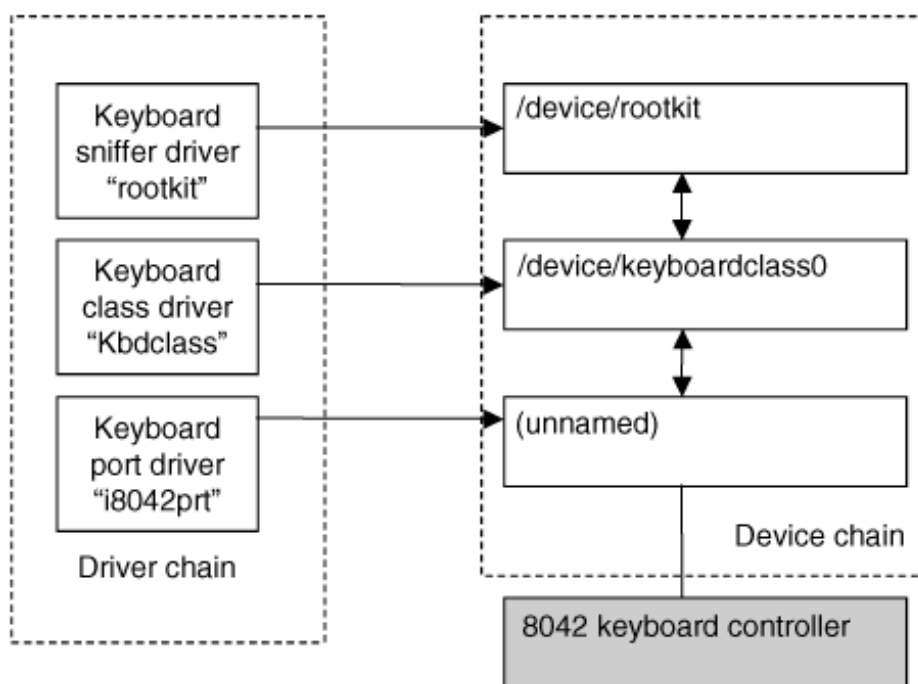 Keyboard
sniffer driver
“rootkit”
Keyboard
class driver
“Kbdclass”
Keyboard
port driver
“i8042prt”
Driver chain
/device/rootkit
/device/keyboardclass0
(unnamed)
Device chain
8042 keyboard controller